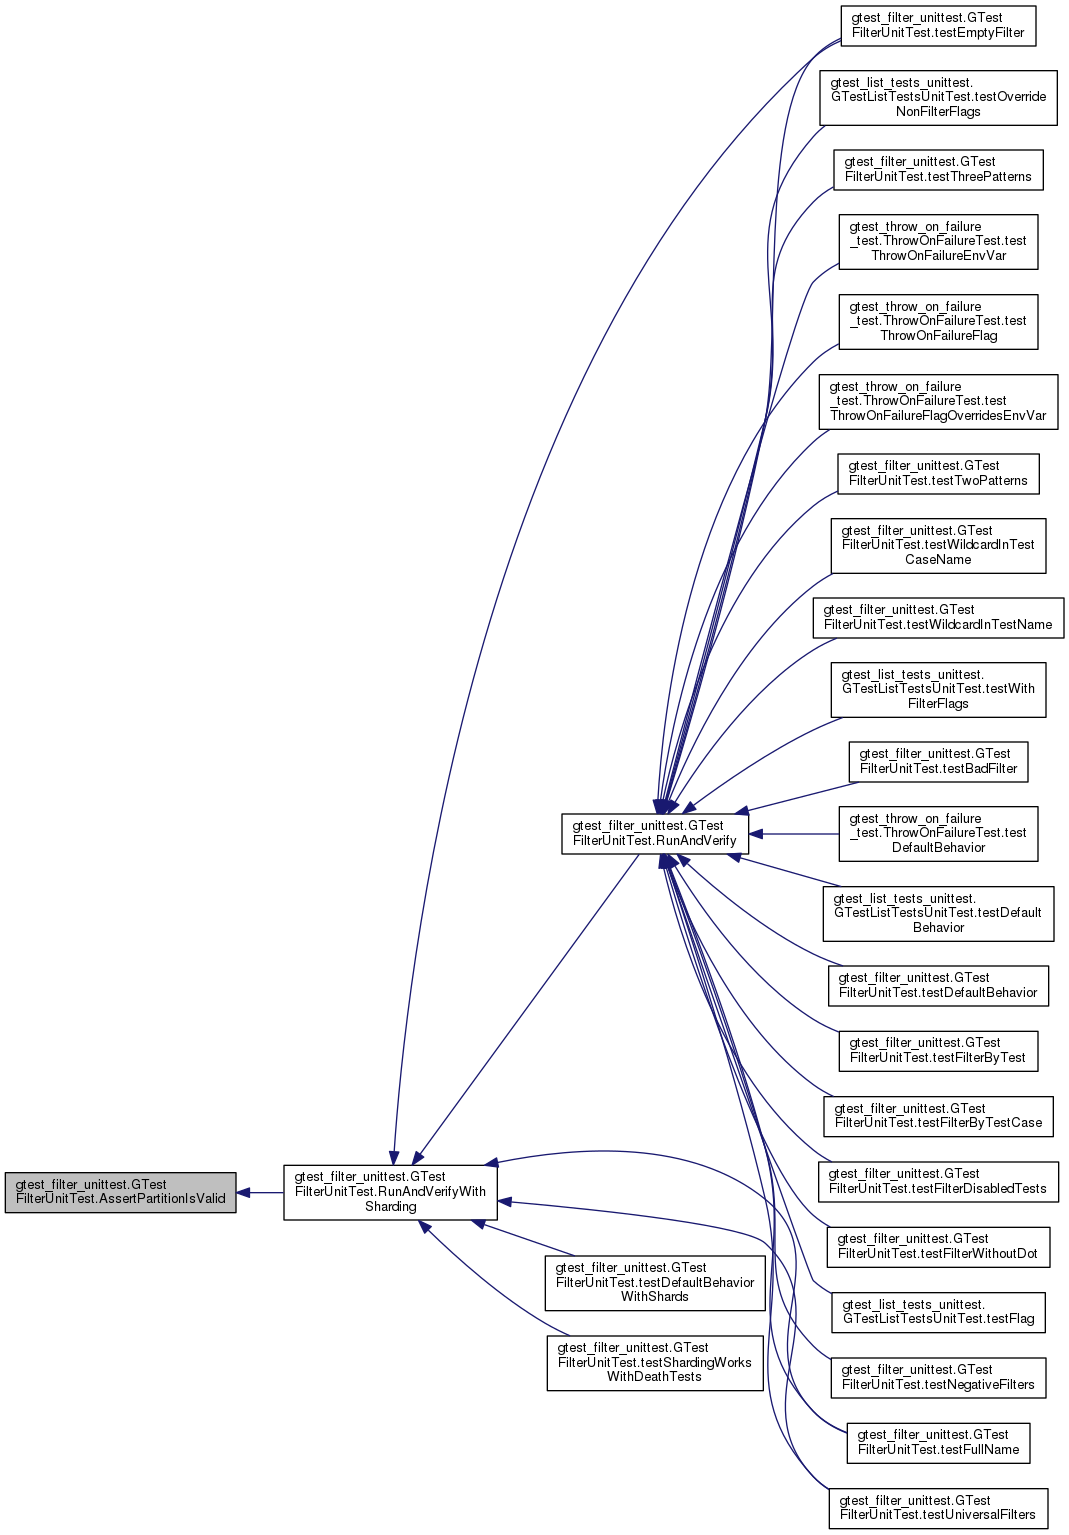 gtest_filter_unittest.GTest
FilterUnitTest.testEmptyFilter
gtest_list_tests_unittest.
GTestListTestsUnitTest.testOverride
NonFilterFlags
gtest_filter_unittest.GTest
FilterUnitTest.testThreePatterns
gtest_throw_on_failure
_test.ThrowOnFailureTest.test
ThrowOnFailureEnvVar
gtest_throw_on_failure
_test.ThrowOnFailureTest.test
ThrowOnFailureFlag
gtest_throw_on_failure
_test.ThrowOnFailureTest.test
ThrowOnFailureFlagOverridesEnvVar
gtest_filter_unittest.GTest
FilterUnitTest.testTwoPatterns
gtest_filter_unittest.GTest
FilterUnitTest.testWildcardInTest
CaseName
gtest_filter_unittest.GTest
FilterUnitTest.testWildcardInTestName
gtest_list_tests_unittest.
GTestListTestsUnitTest.testWith
FilterFlags
gtest_filter_unittest.GTest
FilterUnitTest.testBadFilter
gtest_filter_unittest.GTest
FilterUnitTest.RunAndVerify
gtest_throw_on_failure
_test.ThrowOnFailureTest.test
DefaultBehavior
gtest_list_tests_unittest.
GTestListTestsUnitTest.testDefault
Behavior
gtest_filter_unittest.GTest
FilterUnitTest.testDefaultBehavior
gtest_filter_unittest.GTest
FilterUnitTest.testFilterByTest
gtest_filter_unittest.GTest
FilterUnitTest.testFilterByTestCase
gtest_filter_unittest.GTest
FilterUnitTest.testFilterDisabledTests
gtest_filter_unittest.GTest
FilterUnitTest.AssertPartitionIsValid
gtest_filter_unittest.GTest
FilterUnitTest.RunAndVerifyWith
Sharding
gtest_filter_unittest.GTest
FilterUnitTest.testFilterWithoutDot
gtest_filter_unittest.GTest
FilterUnitTest.testDefaultBehavior
WithShards
gtest_list_tests_unittest.
GTestListTestsUnitTest.testFlag
gtest_filter_unittest.GTest
FilterUnitTest.testShardingWorks
WithDeathTests
gtest_filter_unittest.GTest
FilterUnitTest.testNegativeFilters
gtest_filter_unittest.GTest
FilterUnitTest.testFullName
gtest_filter_unittest.GTest
FilterUnitTest.testUniversalFilters